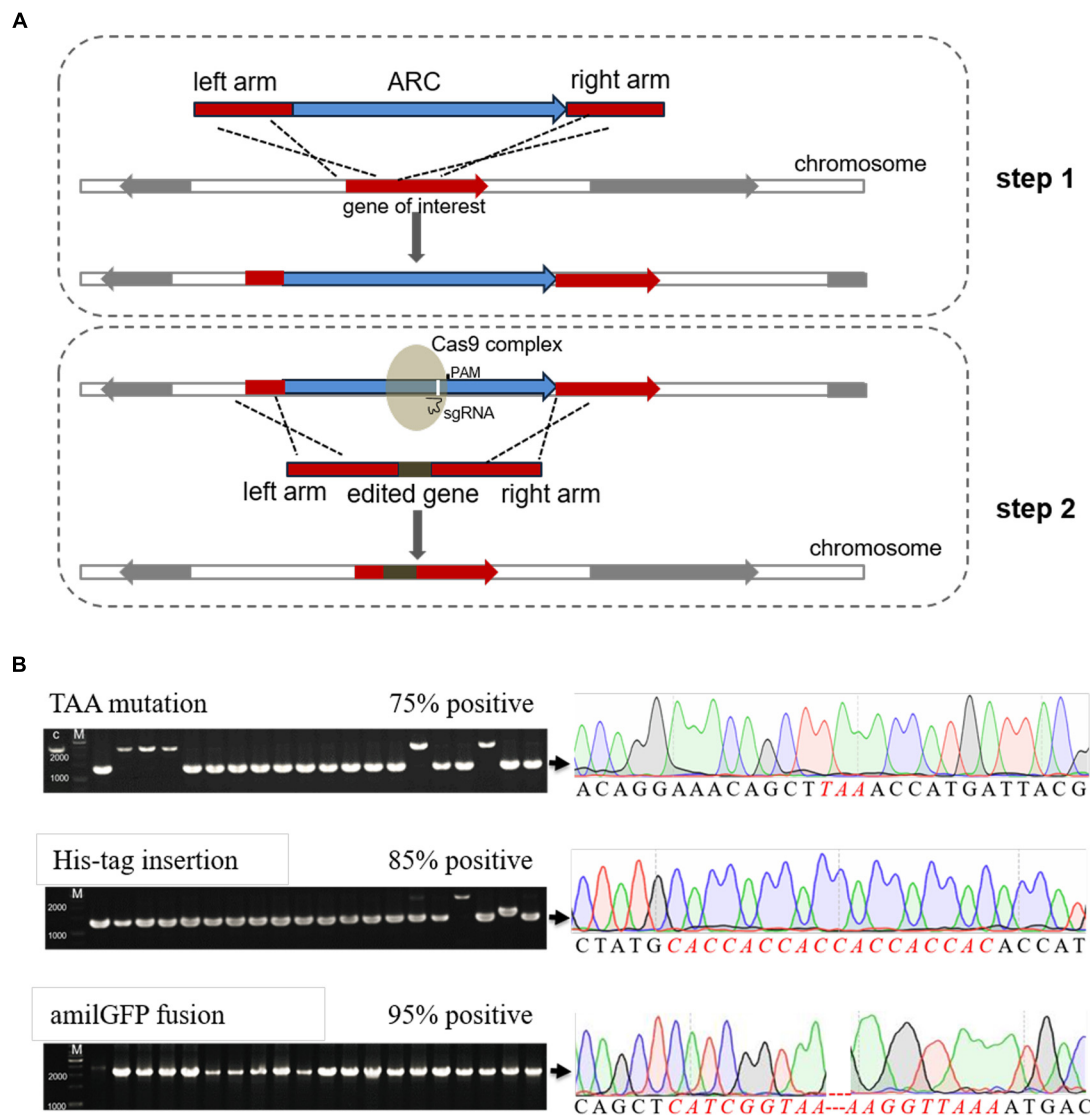 A
left arm ARC right arm
chromosome
step 1
gene of interest
Cas9 complex
PAM
sgRNA
left arm edited gene right arm
step 2
chromosome
B
TAA mutation 75% positive
c M
2000
1000
ACAGGAAACAGCTTAAACCATGATTACG
His-tag insertion 85% positive
M
2000
1000
CTATGCACCACCACCACCACCACACCAT
amilGFP fusion 95% positive
M
2000
1000
CAGCTCATCGGTAA---AAGGTTAAAATGAC